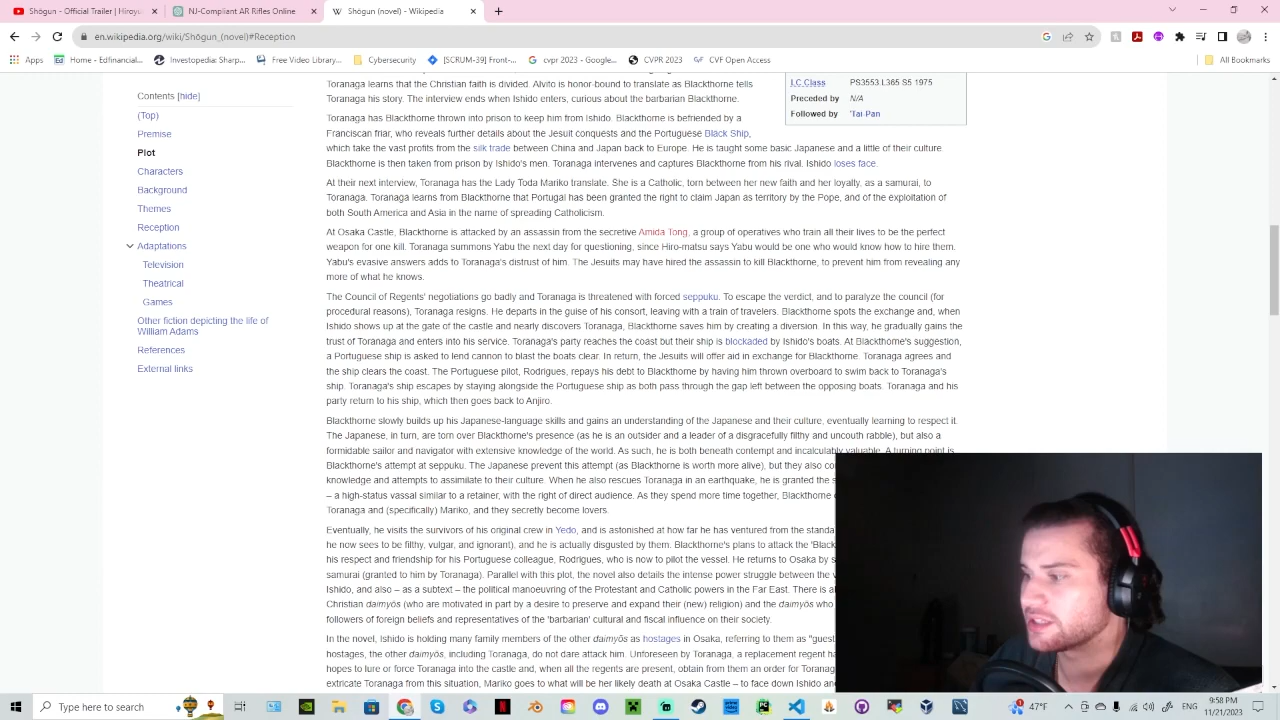 Shōgun - Official Trailer | Hiroyu
NJ-Compliant AR Rifles Online
Shōgun (novel) - Wikipedia
en.wikipedia.org/wiki/Shōgun_(novel)#Reception
Apps
Home - Edfinancial...
Investopedia: Sharp...
Free Video Library...
Cybersecurity
[SCRUM-39] Front-...
cvpr 2023 - Google...
CVPR 2023
CVF Open Access
All Bookmarks
Contents [hide]
(Top)
Premise
Plot
Characters
Background
Themes
Reception
Adaptations
Television
Theatrical
Games
Other fiction depicting the life of
William Adams
References
External links
Toranaga learns that the Christian faith is divided. Alvito is honor-bound to translate as Blackthorne tells
Toranaga his story. The interview ends when Ishido enters, curious about the barbarian Blackthorne.
LC Class PS3553 L365 S5 1975
Preceded by N/A
Followed by 'Tai-Pan
Toranaga has Blackthorne thrown into prison to keep him from Ishido. Blackthorne is befriended by a
Franciscan friar, who reveals further details about the Jesuit conquests and the Portuguese Black Ship,
which take the vast profits from the silk trade between China and Japan back to Europe. He is taught some basic Japanese and a little of their culture.
Blackthorne is then taken from prison by Ishido's men. Toranaga intervenes and captures Blackthorne from his rival. Ishido loses face.
At their next interview, Toranaga has the Lady Toda Mariko translate. She is a Catholic, torn between her new faith and her loyalty, as a samurai, to
Toranaga. Toranaga learns from Blackthorne that Portugal has been granted the right to claim Japan as territory by the Pope, and of the exploitation of
both South America and Asia in the name of spreading Catholicism.
At Osaka Castle, Blackthorne is attacked by an assassin from the secretive Amida Tong, a group of operatives who train all their lives to be the perfect
weapon for one kill. Toranaga summons Yabu the next day for questioning, since Hiro-matsu says Yabu would be one who would know how to hire them.
Yabu's evasive answers adds to Toranaga's distrust of him. The Jesuits may have hired the assassin to kill Blackthorne, to prevent him from revealing any
more of what he knows.
The Council of Regents' negotiations go badly and Toranaga is threatened with forced seppuku. To escape the verdict, and to paralyze the council (for
procedural reasons), Toranaga resigns. He departs in the guise of his consort, leaving with a train of travelers. Blackthorne spots the exchange and, when
Ishido shows up at the gate of the castle and nearly discovers Toranaga, Blackthorne saves him by creating a diversion. In this way, he gradually gains the
trust of Toranaga and enters into his service. Toranaga's party reaches the coast but their ship is blockaded by Ishido's boats. At Blackthorne's suggestion,
a Portuguese ship is asked to lend cannon to blast the boats clear. In return, the Jesuits will offer aid in exchange for Blackthorne. Toranaga agrees and
the ship clears the coast. The Portuguese pilot, Rodrigues, repays his debt to Blackthorne by having him thrown overboard to swim back to Toranaga's
ship. Toranaga's ship escapes by staying alongside the Portuguese ship as both pass through the gap left between the opposing boats. Toranaga and his
party return to his ship, which then goes back to Anjiro.
Blackthorne slowly builds up his Japanese-language skills and gains an understanding of the Japanese and their culture, eventually learning to respect it.
The Japanese, in turn, are torn over Blackthorne's presence (as he is an outsider and a leader of a disgracefully filthy and uncouth rabble), but also a
formidable sailor and navigator with extensive knowledge of the world. As such, he is both beneath contempt and incalculably valuable. A turning point is
Blackthorne's attempt at seppuku. The Japanese prevent this attempt (as Blackthorne is worth more alive), but they also co
knowledge and attempts to assimilate to their culture. When he also rescues Toranaga in an earthquake, he is granted the s
– a high-status vassal similar to a retainer, with the right of direct audience. As they spend more time together, Blackthorne
Toranaga and (specifically) Mariko, and they secretly become lovers.
Eventually, he visits the survivors of his original crew in Yedo, and is astonished at how far he has ventured from the standa
he now sees to be filthy, vulgar, and ignorant), and he is actually disgusted by them. Blackthorne's plans to attack the 'Black
his respect and friendship for his Portuguese colleague, Rodrigues, who is now to pilot the vessel. He returns to Osaka by s
samurai (granted to him by Toranaga). Parallel with this plot, the novel also details the intense power struggle between the v
Ishido, and also – as a subtext – the political manoeuvring of the Protestant and Catholic powers in the Far East. There is al
Christian daimyōs (who are motivated in part by a desire to preserve and expand their (new) religion) and the daimyōs who
followers of foreign beliefs and representatives of the 'barbarian' cultural and fiscal influence on their society.
In the novel, Ishido is holding many family members of the other daimyōs as hostages in Osaka, referring to them as "guest
hostages, the other daimyōs, including Toranaga, do not dare attack him. Unforeseen by Toranaga, a replacement regent ha
hopes to lure or force Toranaga into the castle and, when all the regents are present, obtain from them an order for Toranag
extricate Toranaga from this situation, Mariko goes to what will be her likely death at Osaka Castle – to face down Ishido and
Type here to search
47°F
9:58 PM
11/21/2023